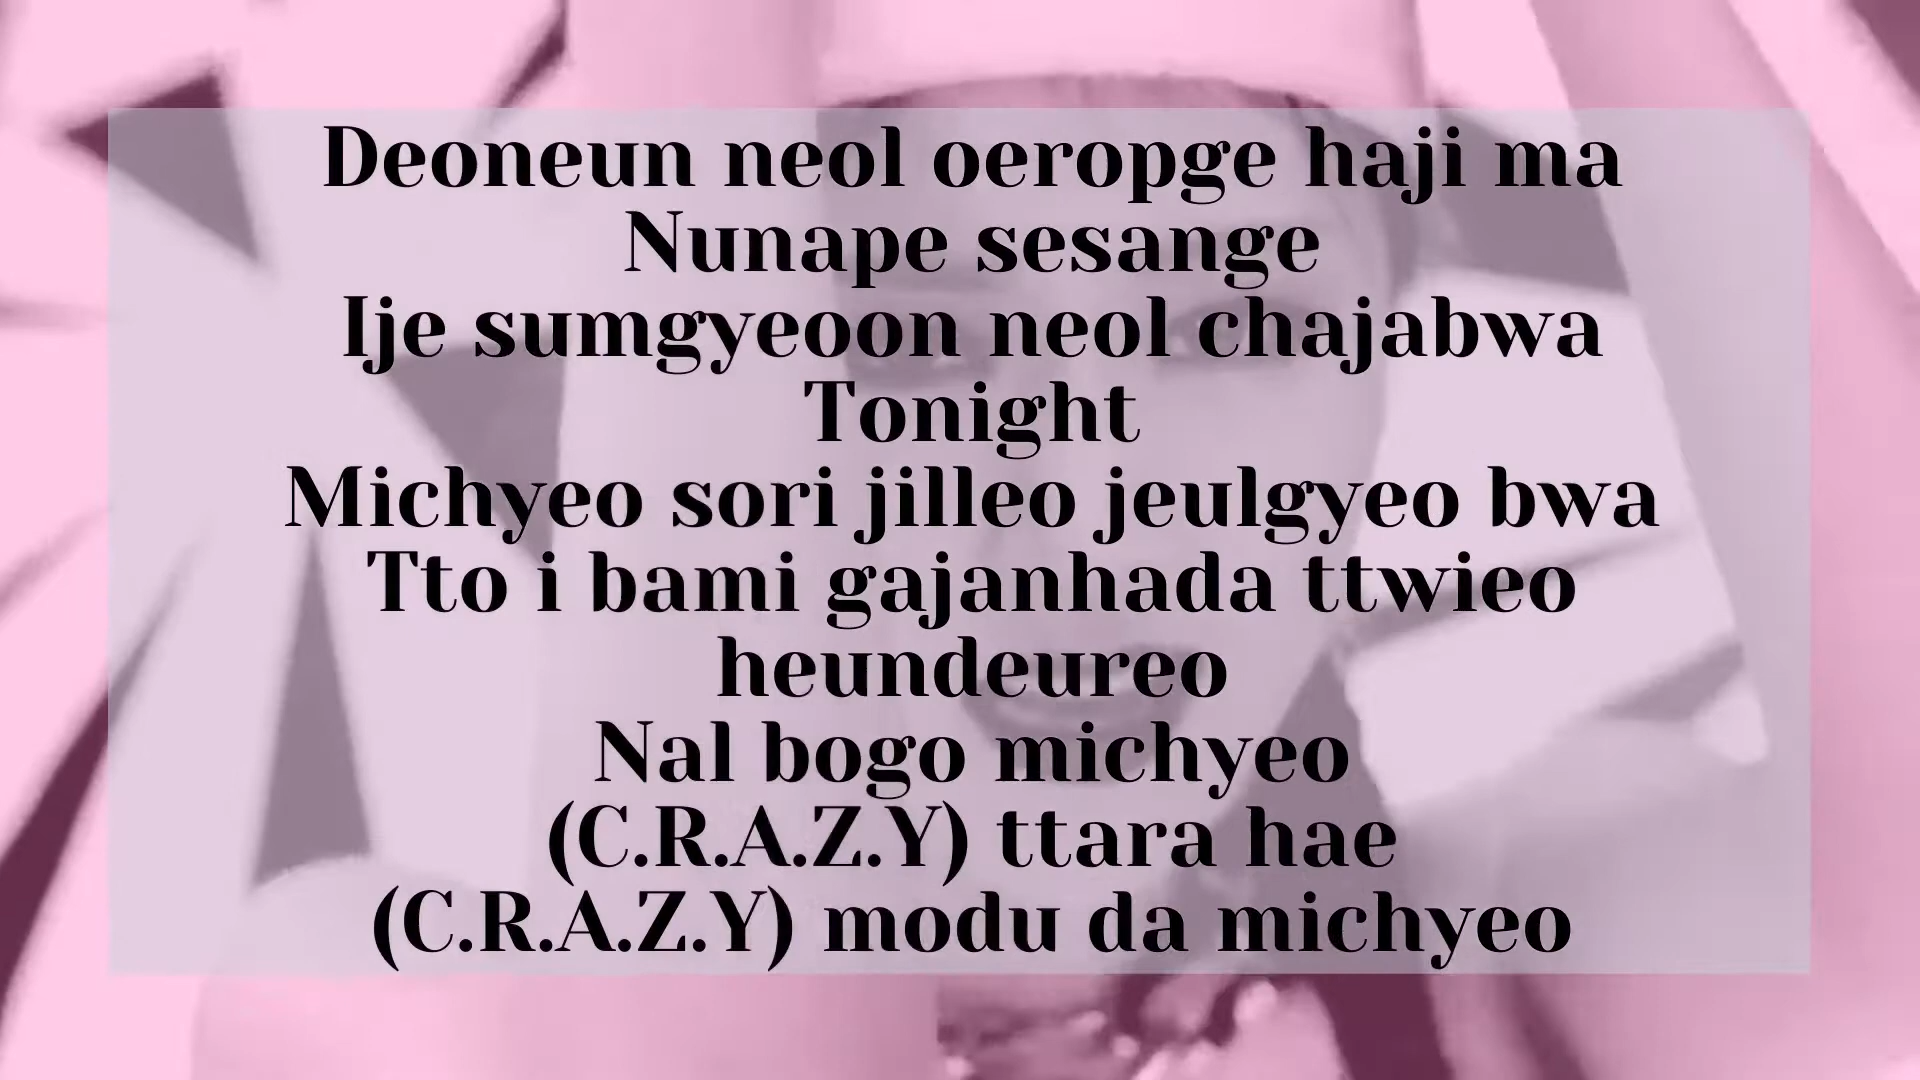 Deoneun neol oeropge haji ma
Nunape sesange
Ije sumgyeoon neol chajabwa
Tonight
Michyeo sori jilleo jeulgyeo bwa
Tto i bami gajanhada ttwieo
heundeureo
Nal bogo michyeo
(C.R.A.Z.Y) ttara hae
(C.R.A.Z.Y) modu da michyeo